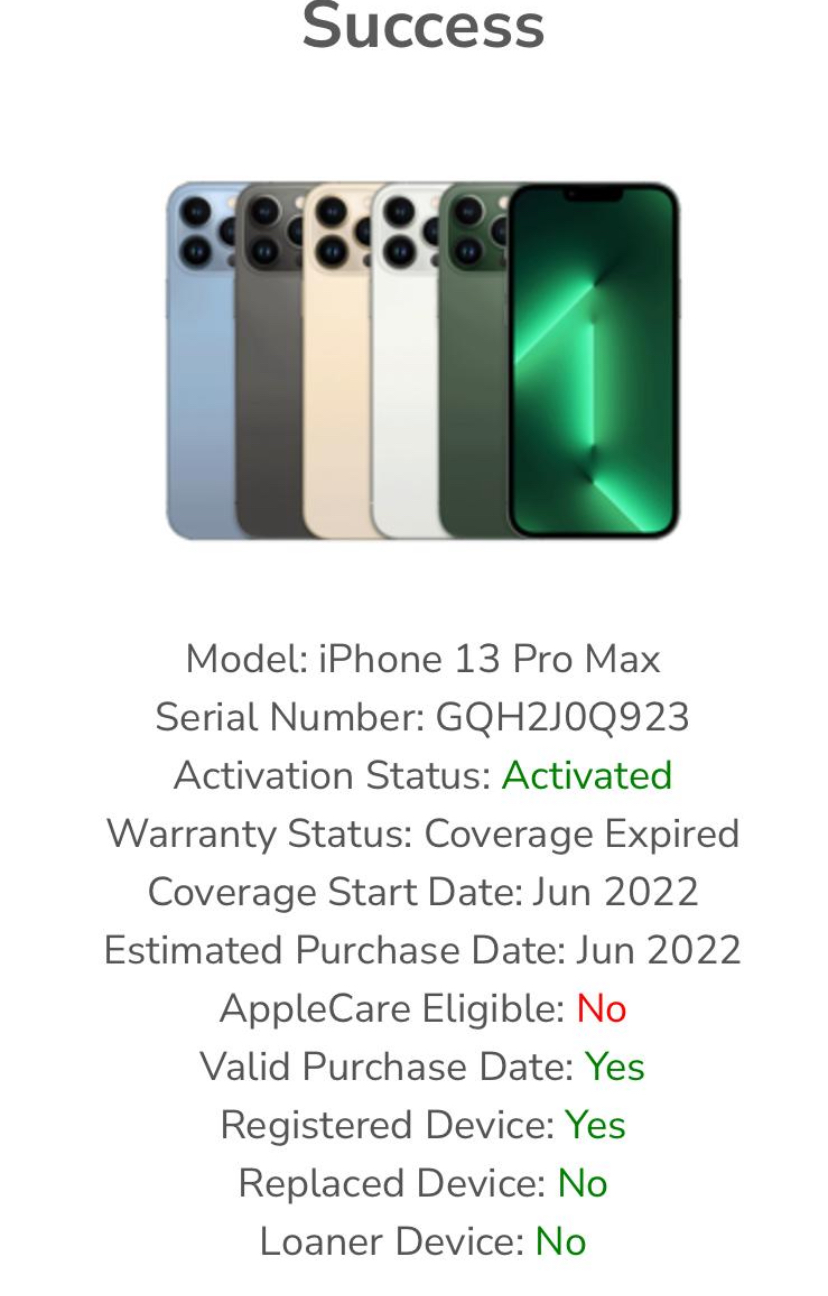 Success
Model: iPhone 13 Pro Max
Serial Number: GQH2J0Q923
Activation Status: Activated
Warranty Status: Coverage Expired
Coverage Start Date: Jun 2022
Estimated Purchase Date: Jun 2022
AppleCare Eligible: No
Valid Purchase Date: Yes
Registered Device: Yes
Replaced Device: No
Loaner Device: No